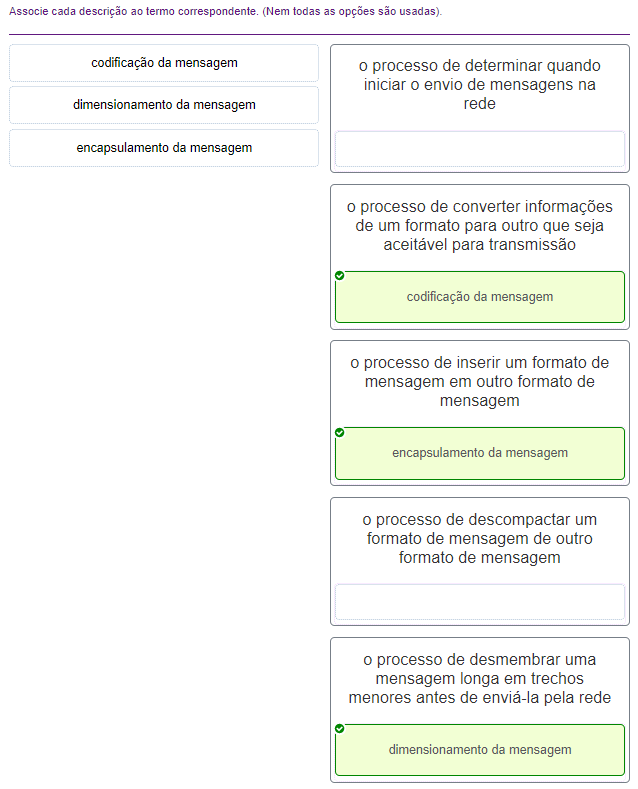 Associe cada descrição ao termo correspondente. (Nem todas as opções são usadas).
codificação da mensagem
dimensionamento da mensagem
encapsulamento da mensagem
o processo de determinar quando
iniciar o envio de mensagens na
rede
o processo de converter informações
de um formato para outro que seja
aceitável para transmissão
codificação da mensagem
o processo de inserir um formato de
mensagem em outro formato de
mensagem
encapsulamento da mensagem
o processo de descompactar um
formato de mensagem de outro
formato de mensagem
o processo de desmembrar uma
mensagem longa em trechos
menores antes de enviá-la pela rede
dimensionamento da mensagem